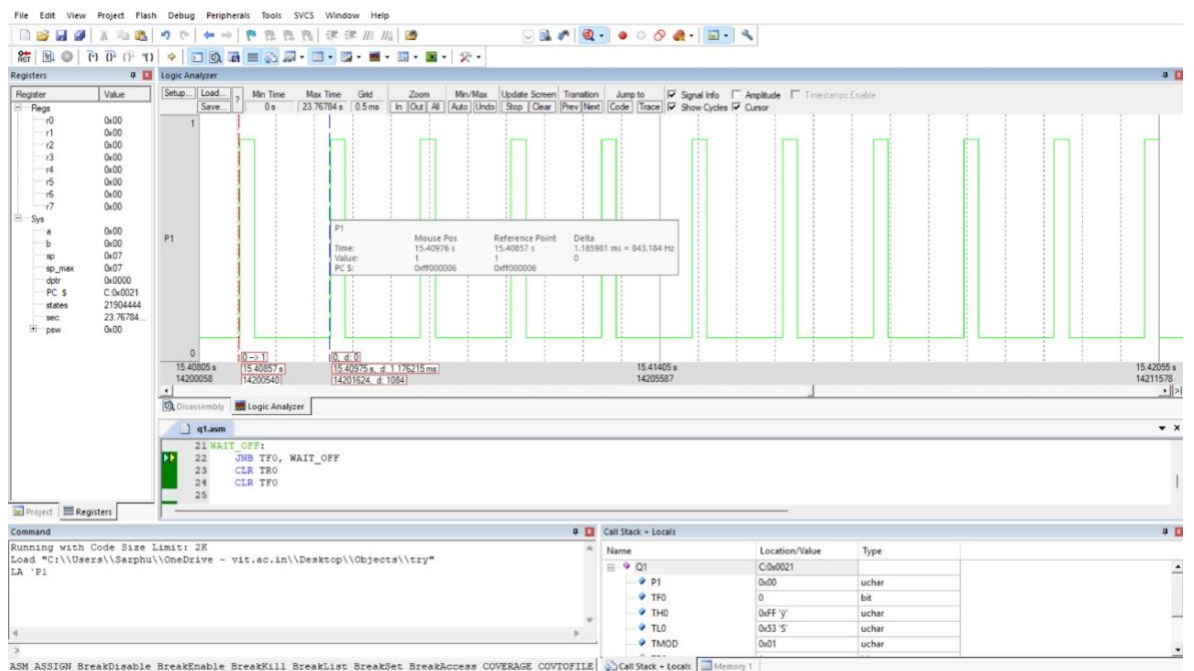 File Edit View Project Flash Debug Peripherals Tools SVCS Window Help
Registers
Register Value
Regs
r0 0x00
r1 0x00
r2 0x00
r3 0x00
r4 0x00
r5 0x00
r6 0x00
r7 0x00
Sys
a 0x00
b 0x00
sp 0x07
sp_max 0x07
dptr 0x0000
PC $ C:0x0021
states 21904444
sec 23.76784...
psw 0x00
Project Registers
Logic Analyzer
Setup... Load... Min Time Max Time Grid Zoom Min/Max Update Screen Transition Jump to Signal Info Amplitude Timestamps Enable
Save... ? 0 s 23.76784 s 0.5 ms In Out All Auto Undo Stop Clear Prev Next Code Trace Show Cycles Cursor
1
P1
0
P1
Mouse Pos Reference Point Delta
Time: 15.40976 s 15.40857 s 1.185981 ms = 843.184 Hz
Value: 1 1 0
PC $: 0xff000006 0xff000006
0 -> 1 0, d: 0
15.40805 s 15.40857 s 15.40975 s, d: 1.176215 ms 15.41405 s 15.42055 s
14200058 14200540 14201624, d: 1084 14205587 14211578
Disassembly Logic Analyzer
q1.asm
21 WAIT_OFF:
22 JNB TF0, WAIT_OFF
23 CLR TR0
24 CLR TF0
25
Command
Running with Code Size Limit: 2K
Load "C:\\Users\\Sarphu\\OneDrive - vit.ac.in\\Desktop\\Objects\\try"
LA `P1
>
ASM ASSIGN BreakDisable BreakEnable BreakKill BreakList BreakSet BreakAccess COVERAGE COVTOFILE
Call Stack + Locals
Name Location/Value Type
Q1 C:0x0021
P1 0x00 uchar
TF0 0 bit
TH0 0xFF 'ÿ' uchar
TL0 0x53 'S' uchar
TMOD 0x01 uchar
Call Stack + Locals Memory 1